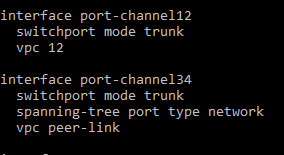 interface port-channel12
  switchport mode trunk
  vpc 12

interface port-channel34
  switchport mode trunk
  spanning-tree port type network
  vpc peer-link